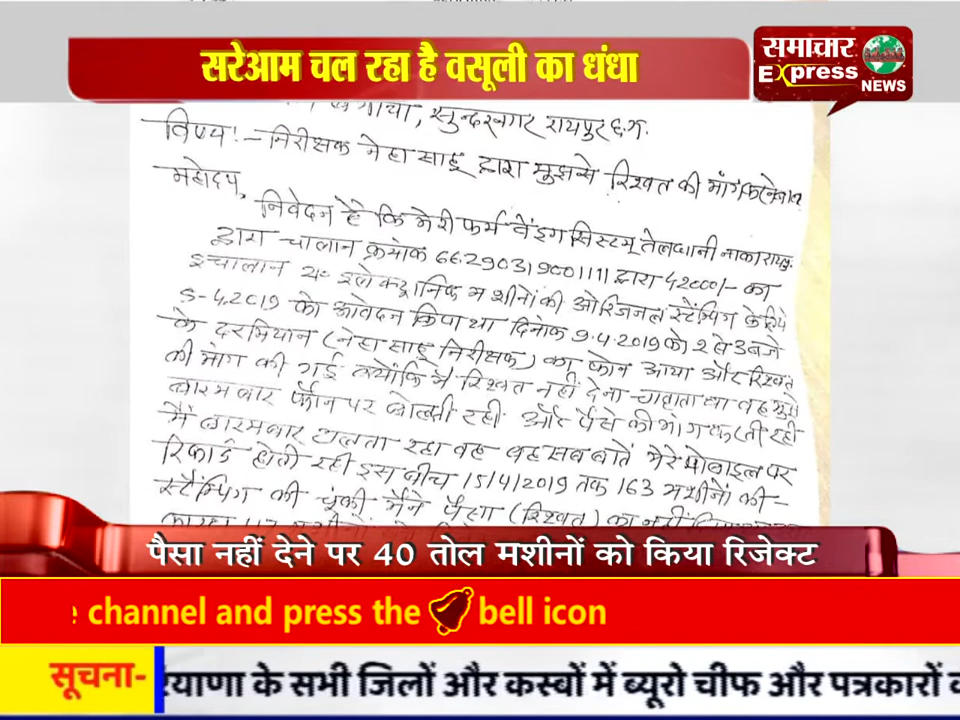 सरेआम चल रहा है वसूली का धंधा
समाचार
Express
NEWS
सुन्दरनगर रायपुर छ.ग.
विषय:- निरीक्षक नेहा साहू द्वारा मुझसे रिश्वत की मांग
महोदय,
निवेदन है कि मेरी फर्म वेंइग सिस्टम तेलधानी नाका रायपुर
द्वारा चालान क्रमांक 66290319001111 द्वारा 42000/- का
इचालान इलेक्ट्रानिक मशीनों की ओरिजनल स्टेंम्पिग के लिये
5-4.2019 को आवेदन किया था दिनांक 9.4.2019 को 2 से 3 बजे
के दरमियान (नेहा साहू निरीक्षक) का फोन आया और रिश्वत
की मांग की गई क्योंकि मैं रिश्वत नहीं देना चाहता था वह मुझे
बारमबार फोन पर बोलती रही और पैसे की मांग करती रही
मैं बारमबार टालता रहा वह सब बातें मेरे मोबाइल पर
रिकार्ड होती रही इस बीच 15/4/2019 तक 163 मशीनों की-
स्टैंम्पिग की चूंकी मैंने पैसा (रिश्वत) का नहीं
पैसा नहीं देने पर 40 तोल मशीनों को किया रिजेक्ट
channel and press the bell icon
सूचना- रयाणा के सभी जिलों और कस्बों में ब्यूरो चीफ और पत्रकारों